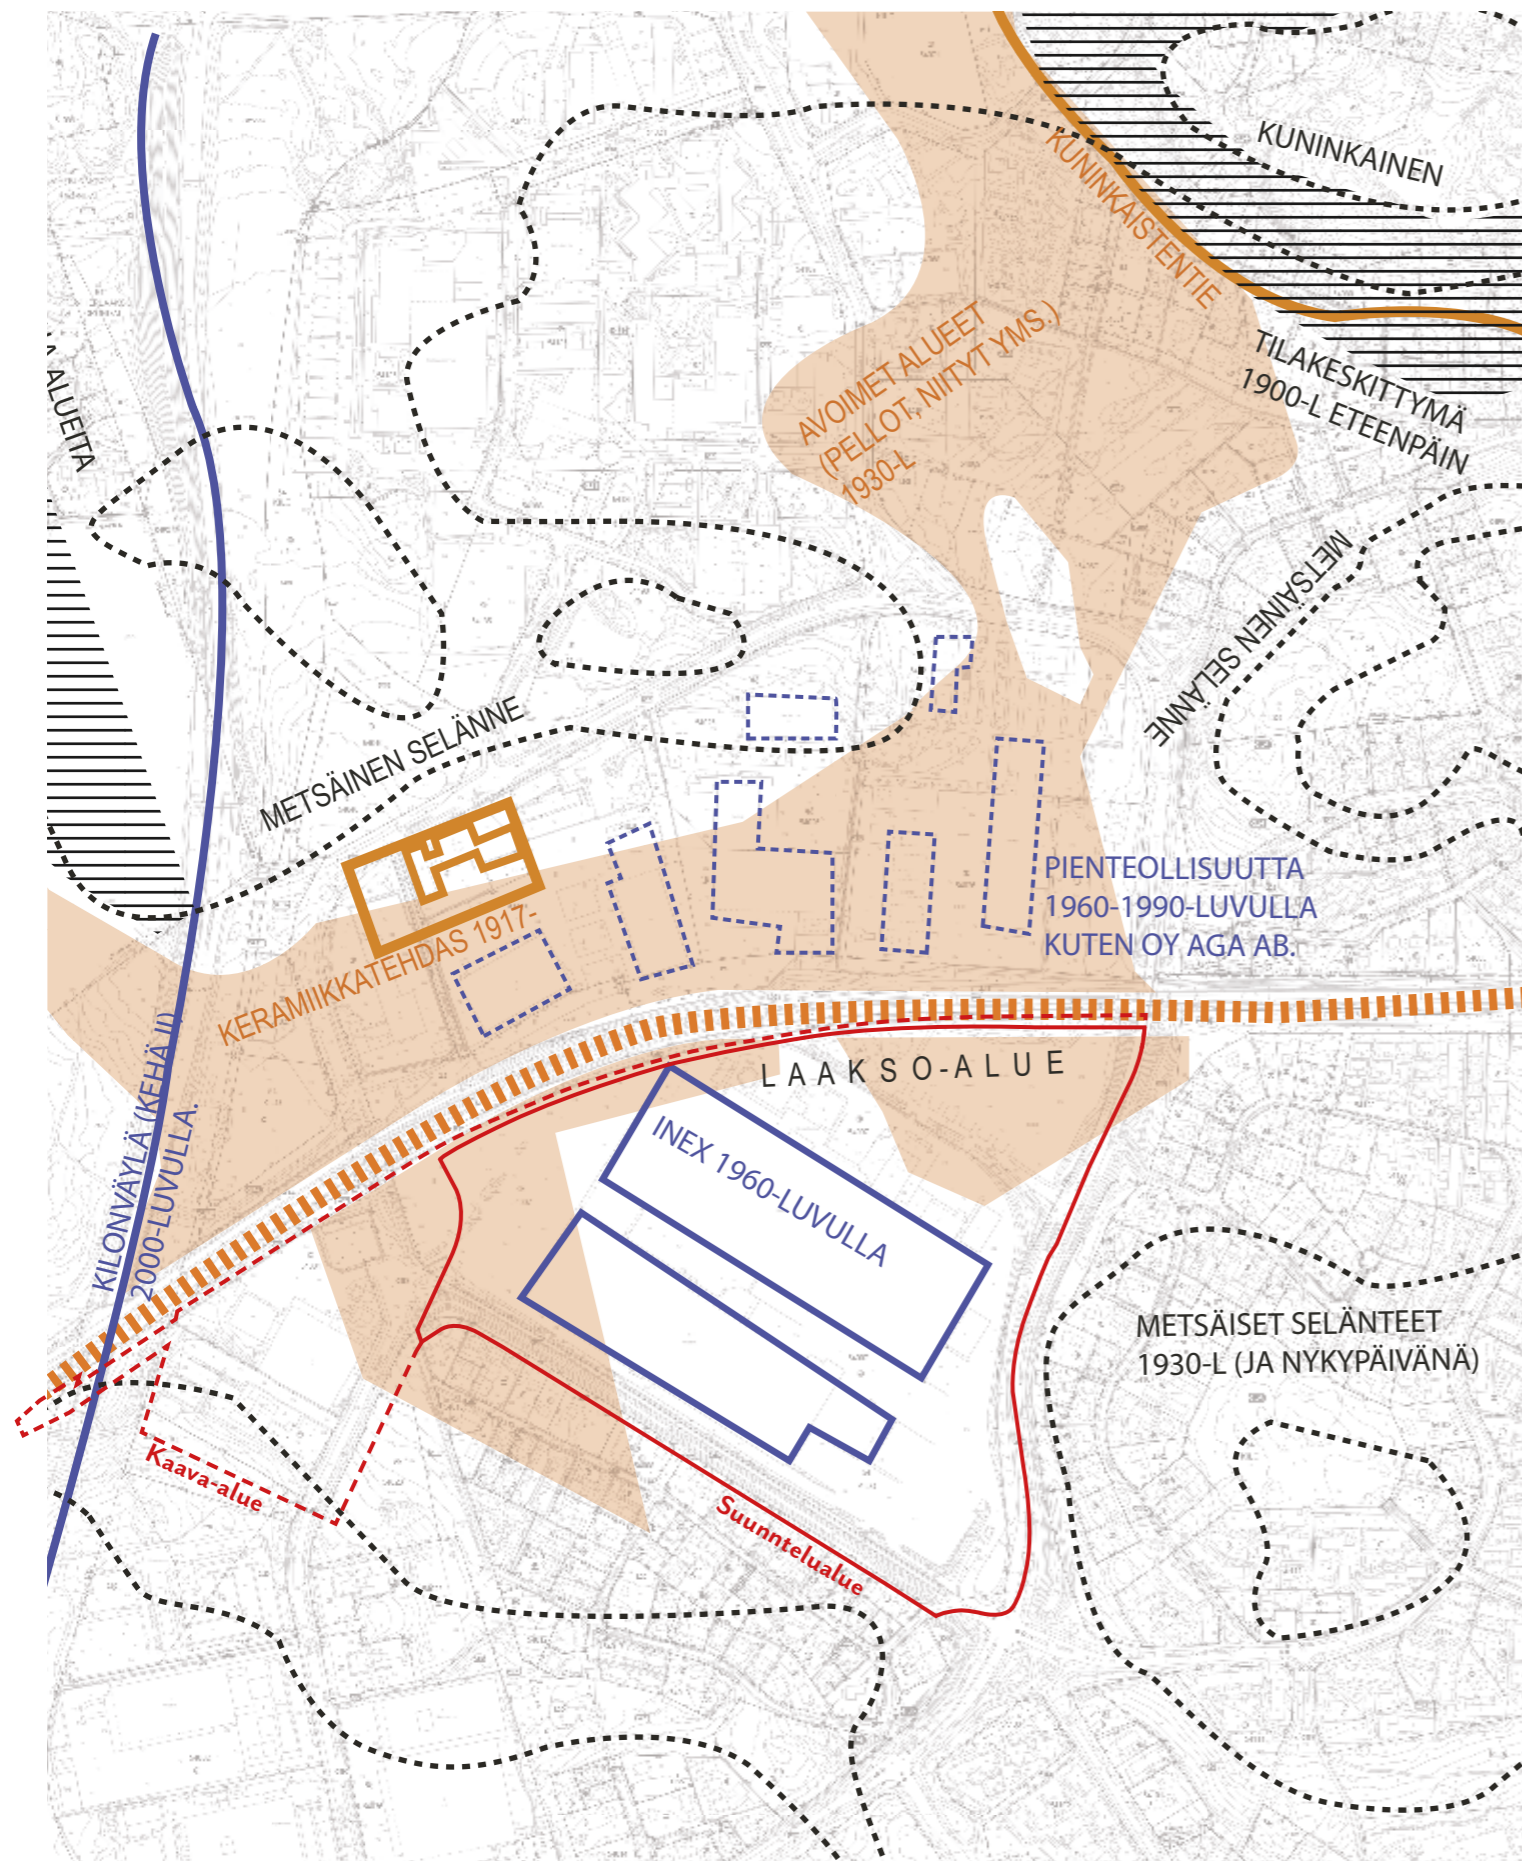 KUNINKAINEN
KUNINKAISTENTIE
TILAKESKITTYMÄ
1900-L ETEENPÄIN
AVOIMET ALUEET
(PELLOT, NIITYT YMS.)
1930-L
ALUEITA
METSÄINEN SELÄNNE
METSÄINEN SELÄNNE
PIENTEOLLISUUTTA
1960-1990-LUVULLA
KUTEN OY AGA AB.
KERAMIIKKATEHDAS 1917-
LAAKSO-ALUE
KILONVÄYLÄ (KEHÄ II)
2000-LUVULLA.
INEX 1960-LUVULLA
METSÄISET SELÄNTEET
1930-L (JA NYKYPÄIVÄNÄ)
Kaava-alue
Suunntelualue